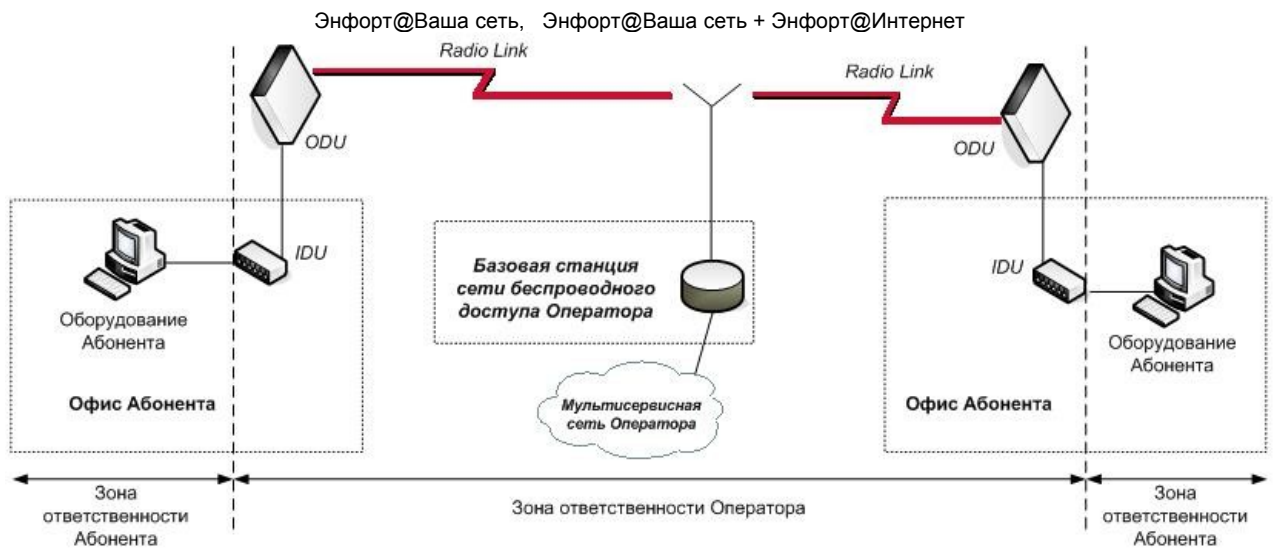 Энфорт@Ваша сеть, Энфорт@Ваша сеть + Энфорт@Интернет
Radio Link
Radio Link
ODU
ODU
IDU
IDU
Базовая станция
сети беспроводного
доступа Оператора
Оборудование
Абонента
Оборудование
Абонента
Офис Абонента
Мультисервисная
сеть Оператора
Офис Абонента
Зона
ответственности
Абонента
Зона ответственности Оператора
Зона
ответственности
Абонента